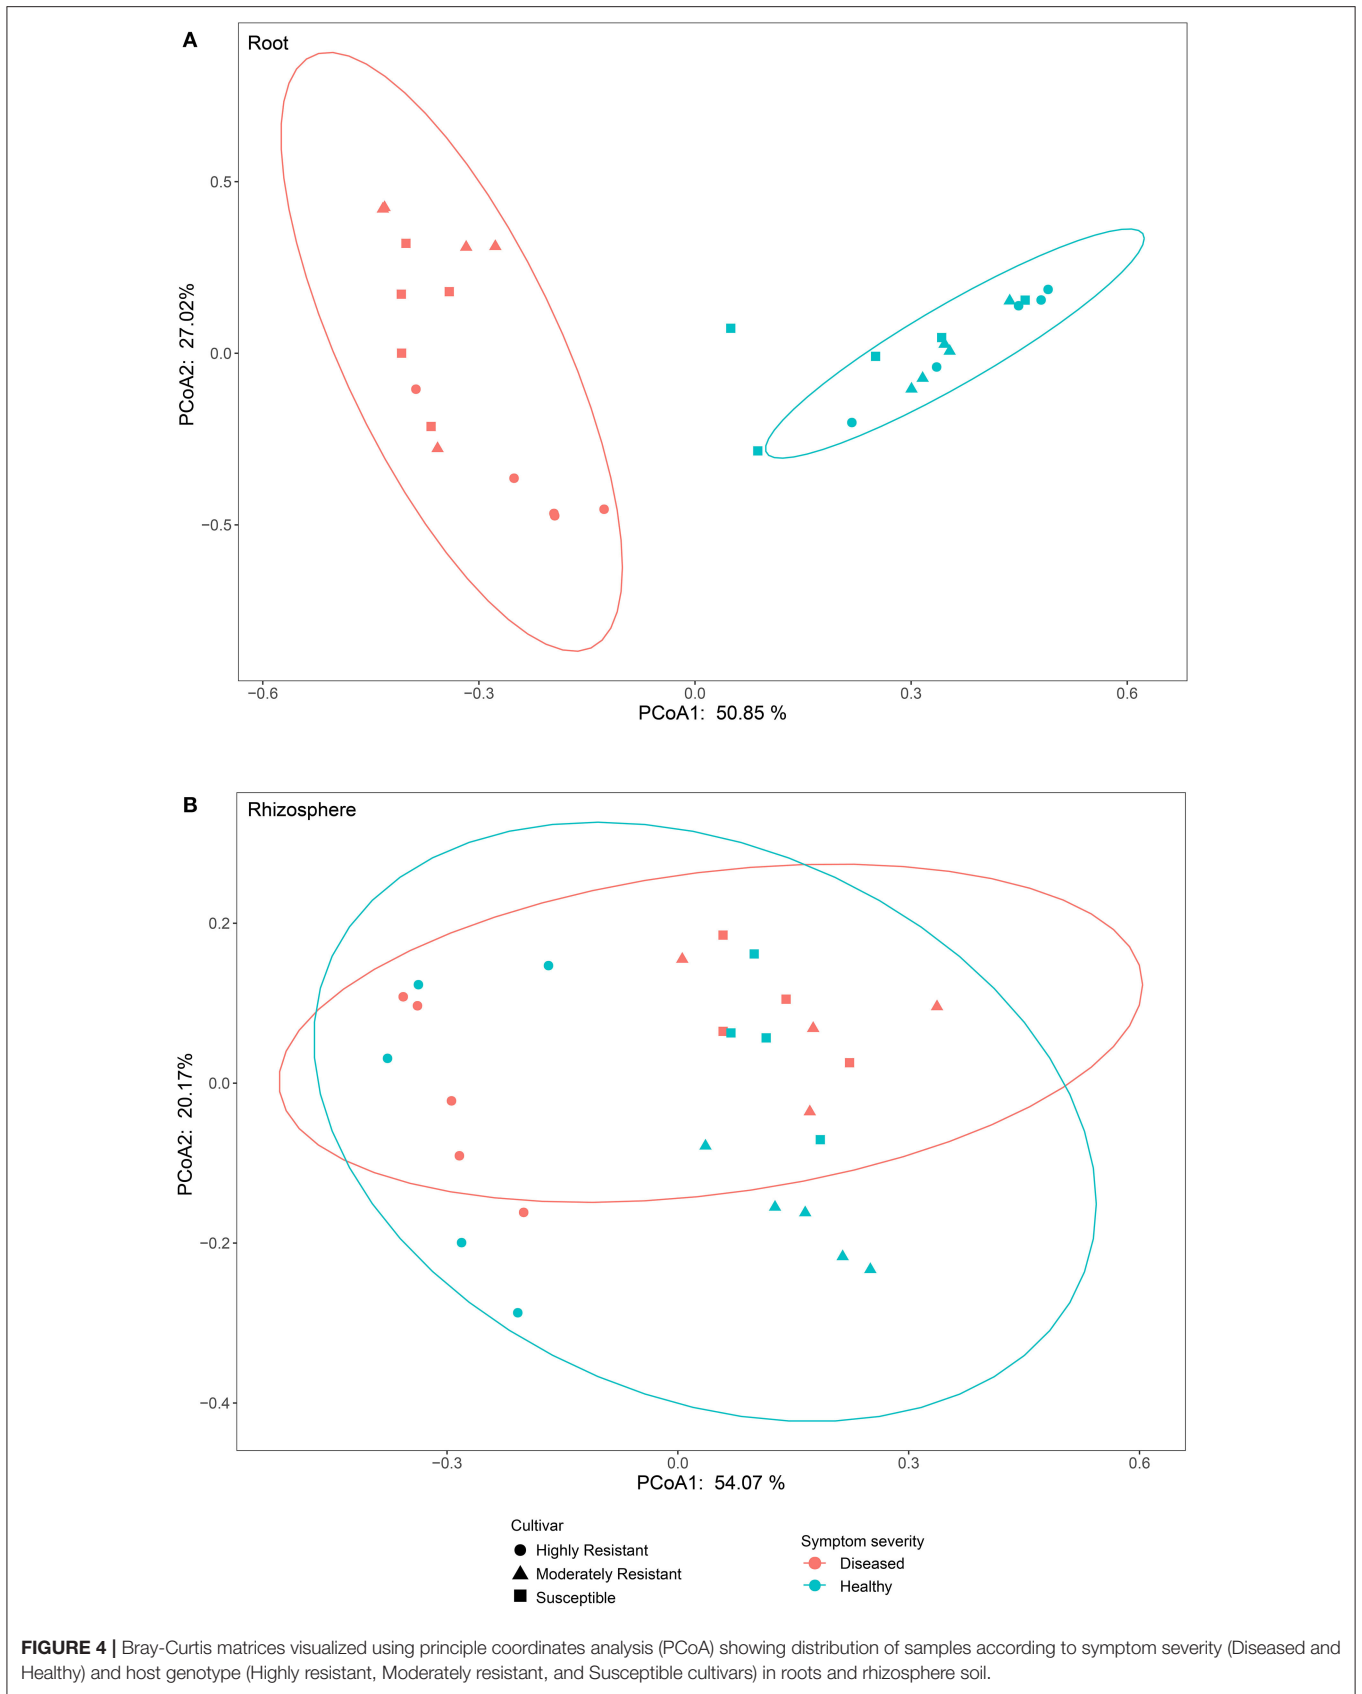 A
Root
PCoA2: 27.02%
0.5
0.0
−0.5
−0.6
−0.3
0.0
0.3
0.6
PCoA1: 50.85 %
B
Rhizosphere
PCoA2: 20.17%
0.2
0.0
−0.2
−0.4
−0.3
0.0
0.3
0.6
PCoA1: 54.07 %
Cultivar
Highly Resistant
Moderately Resistant
Susceptible
Symptom severity
Diseased
Healthy
FIGURE 4 | Bray-Curtis matrices visualized using principle coordinates analysis (PCoA) showing distribution of samples according to symptom severity (Diseased and
Healthy) and host genotype (Highly resistant, Moderately resistant, and Susceptible cultivars) in roots and rhizosphere soil.